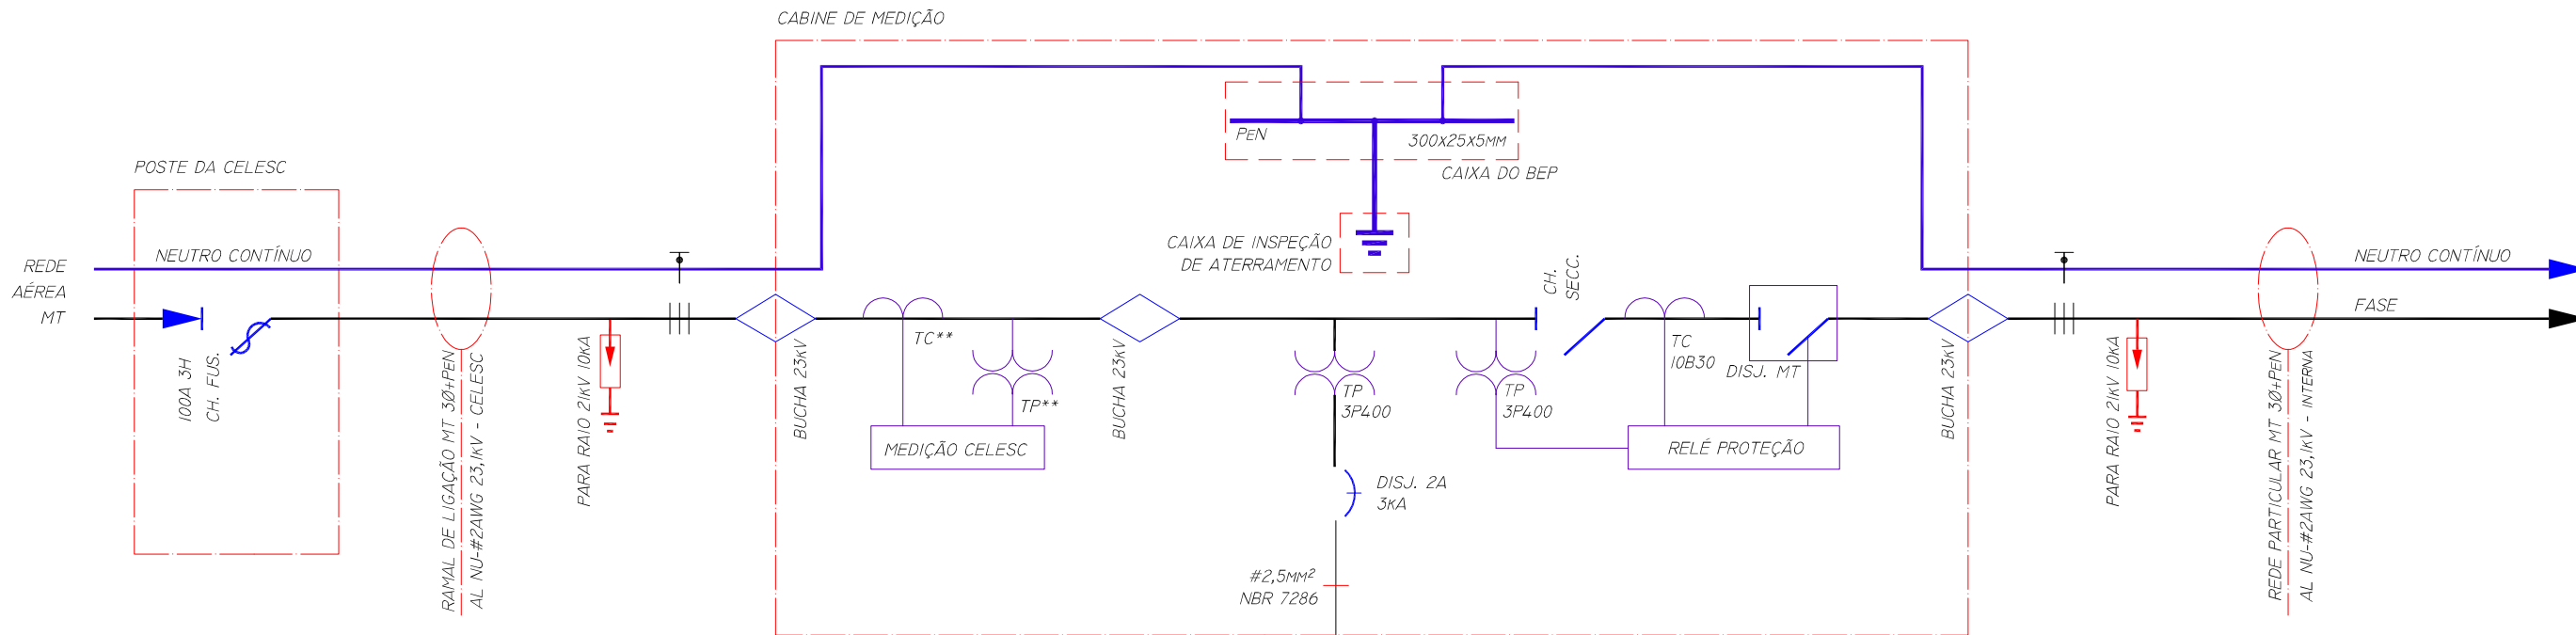 CABINE DE MEDIÇÃO
PEN
300X25X5MM
CAIXA DO BEP
POSTE DA CELESC
CAIXA DE INSPEÇÃO
DE ATERRAMENTO
NEUTRO CONTÍNUO
REDE
AÉREA
MT
100A 3H
CH. FUS.
RAMAL DE LIGAÇÃO MT 3Ø+PEN
AL NU-#2AWG 23,1KV - CELESC
PARA RAIO 21KV 10KA
BUCHA 23KV
TC**
TP**
MEDIÇÃO CELESC
BUCHA 23KV
TP
3P400
DISJ. 2A
3KA
#2,5MM²
NBR 7286
TP
3P400
CH.
SECC.
TC
10B30
DISJ. MT
RELÉ PROTEÇÃO
BUCHA 23KV
PARA RAIO 21KV 10KA
REDE PARTICULAR MT 3Ø+PEN
AL NU-#2AWG 23,1KV - INTERNA
NEUTRO CONTÍNUO
FASE